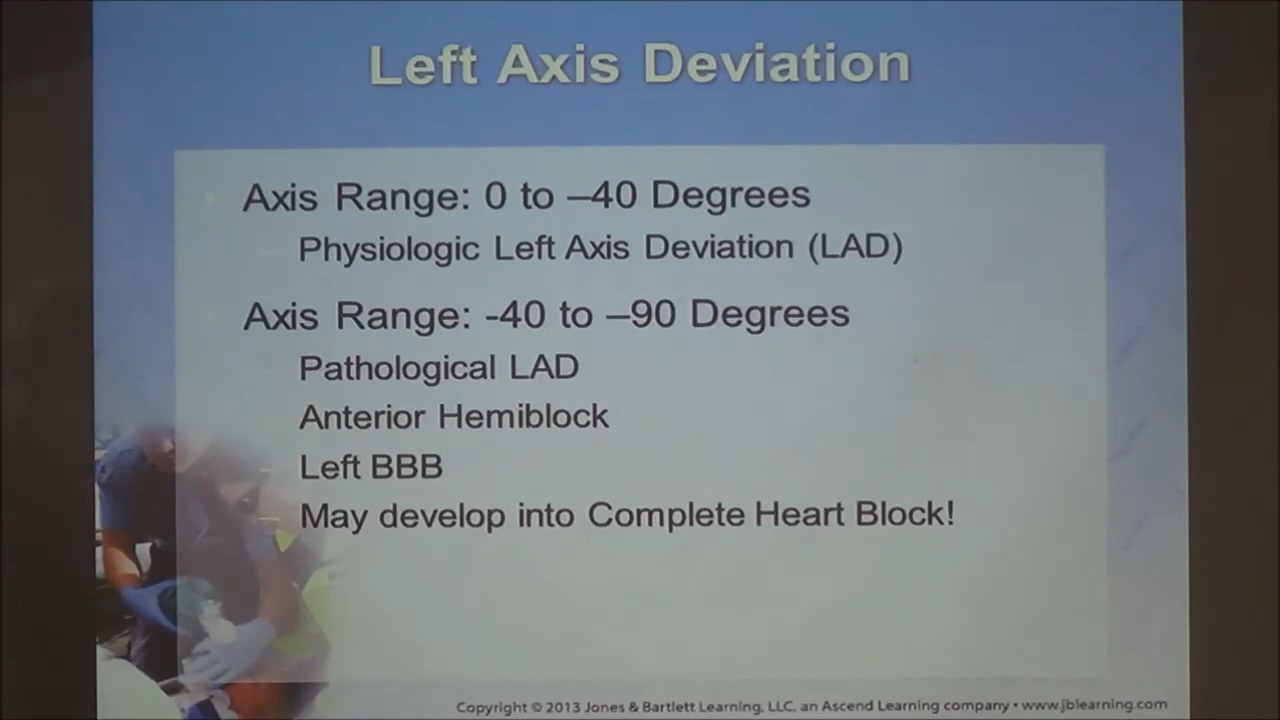 Left Axis Deviation
Axis Range: 0 to –40 Degrees
Physiologic Left Axis Deviation (LAD)
Axis Range: -40 to –90 Degrees
Pathological LAD
Anterior Hemiblock
Left BBB
May develop into Complete Heart Block!
Copyright © 2013 Jones & Bartlett Learning, LLC, an Ascend Learning company • www.jblearning.com